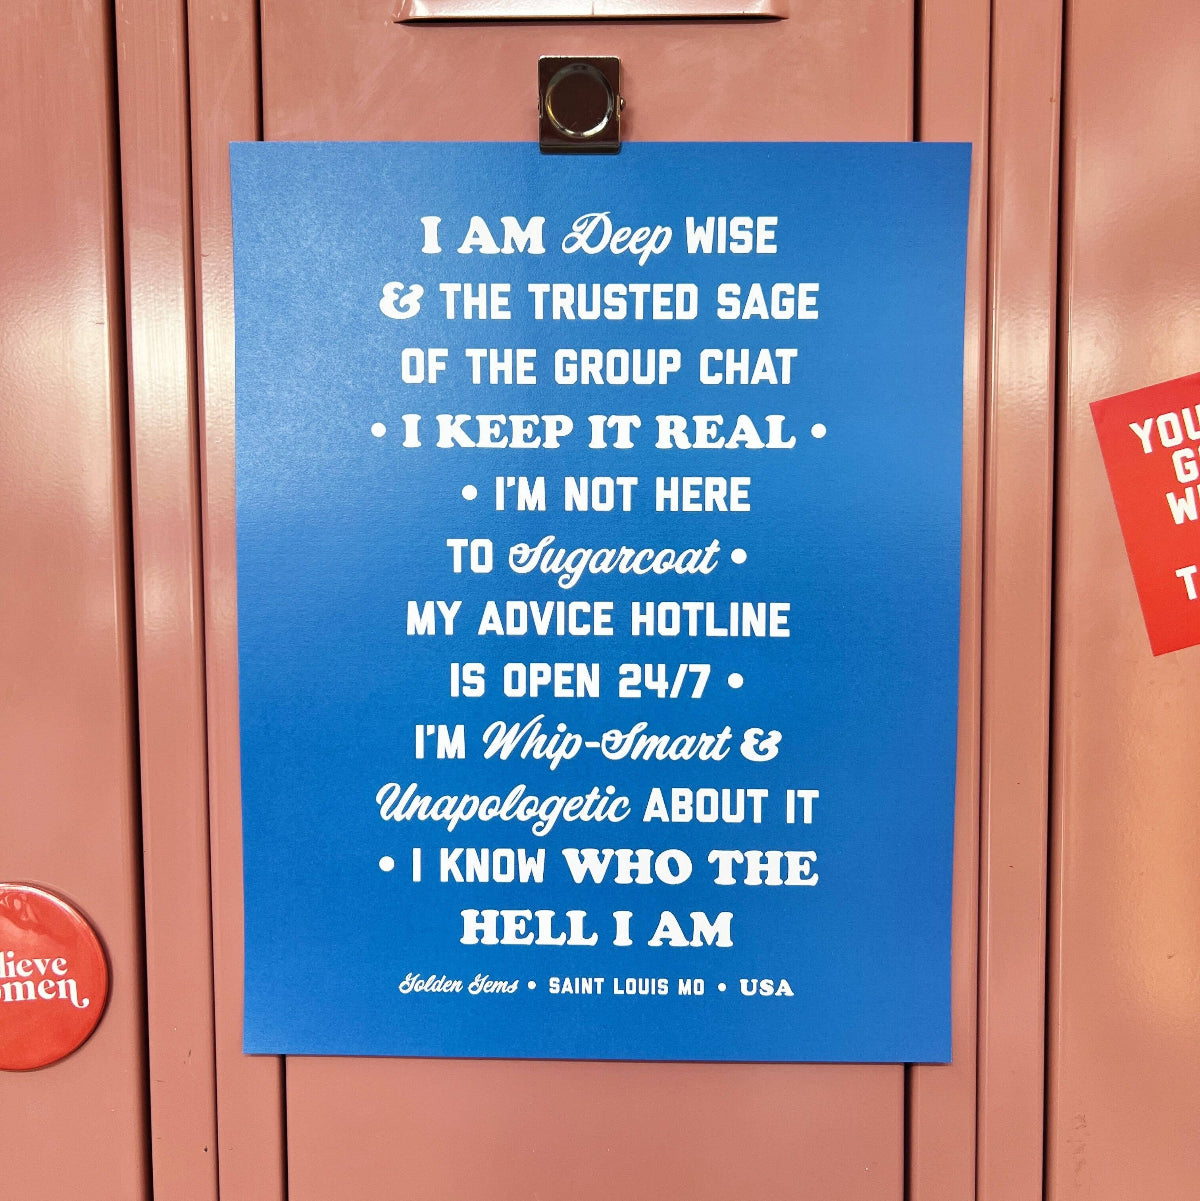 I AM Deep WISE
& THE TRUSTED SAGE
OF THE GROUP CHAT
• I KEEP IT REAL •
• I'M NOT HERE
TO Sugarcoat •
MY ADVICE HOTLINE
IS OPEN 24/7 •
I'M Whip-Smart &
Unapologetic ABOUT IT
• I KNOW WHO THE
HELL I AM
Golden Gems • SAINT LOUIS MO • USA